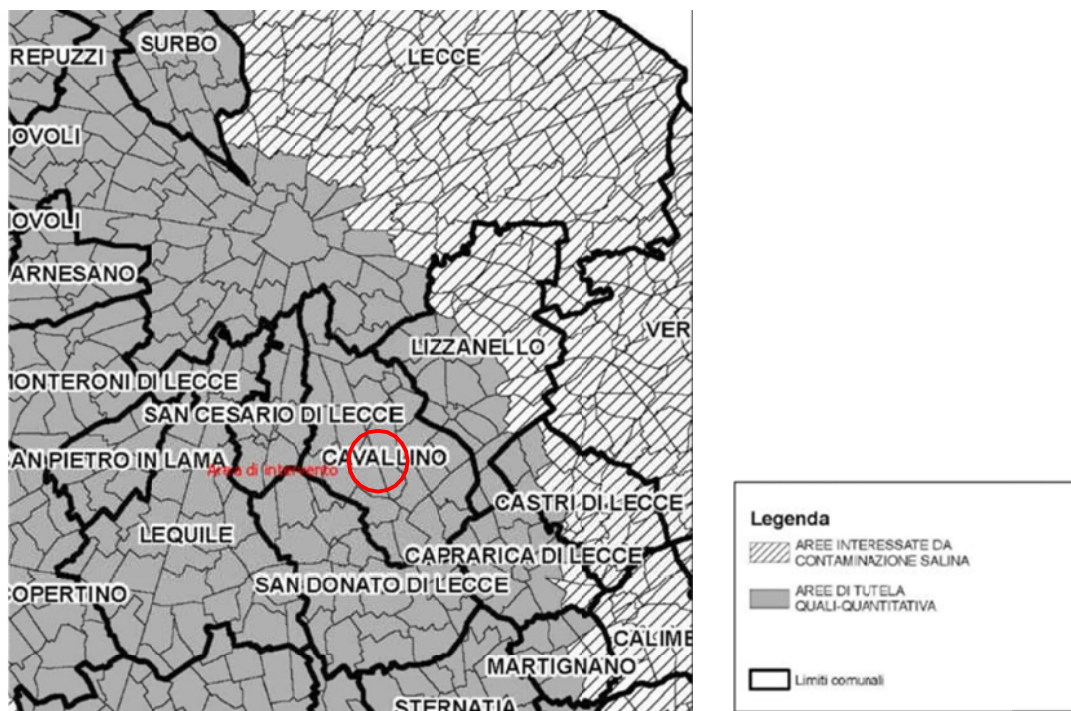 SURBO
LECCE
REPUZZI
IOVOLI
IOVOLI
ARNESANO
VER
LIZZANELLO
MONTERONI DI LECCE
SAN CESARIO DI LECCE
SAN PIETRO IN LAMA
CAVALLINO
Area di intervento
CASTRI DI LECCE
LEQUILE
CAPRARICA DI LECCE
SAN DONATO DI LECCE
COPERTINO
CALIME
MARTIGNANO
STERNATIA
Legenda
AREE INTERESSATE DA
CONTAMINAZIONE SALINA
AREE DI TUTELA
QUALI-QUANTITATIVA
Limiti comunali